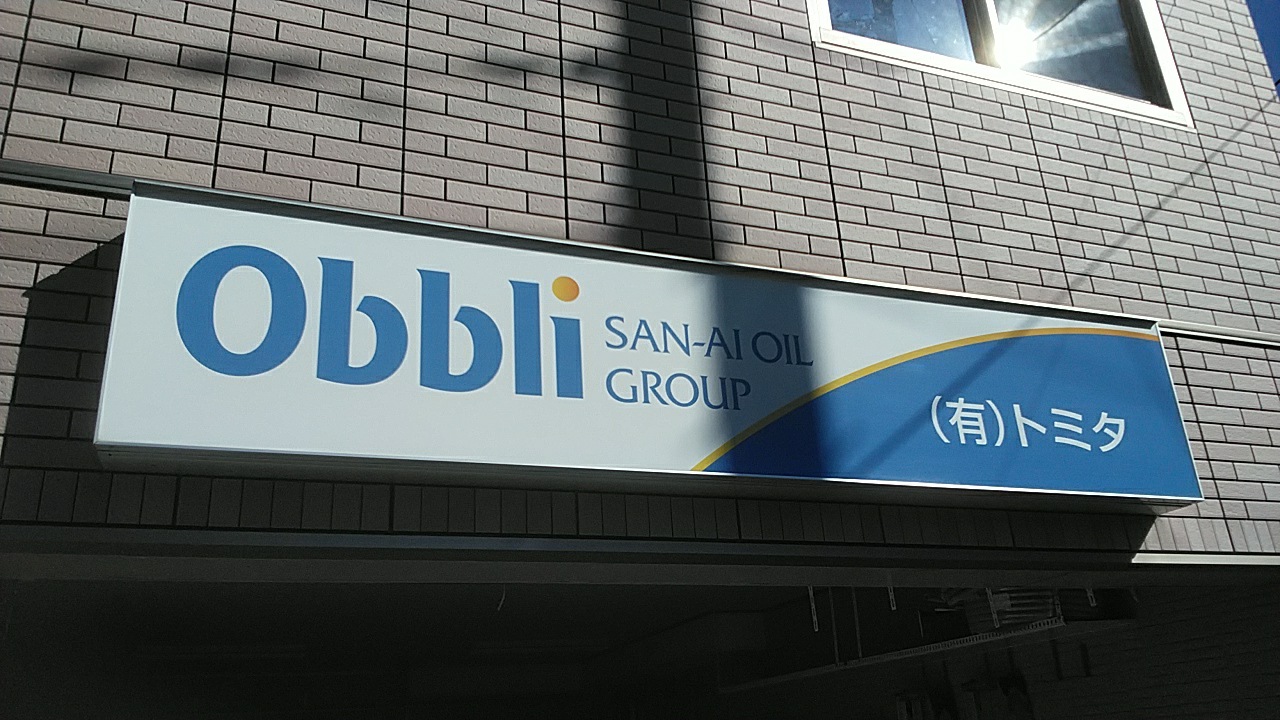 Obbli
SAN-AI OIL
GROUP
(有)トミタ